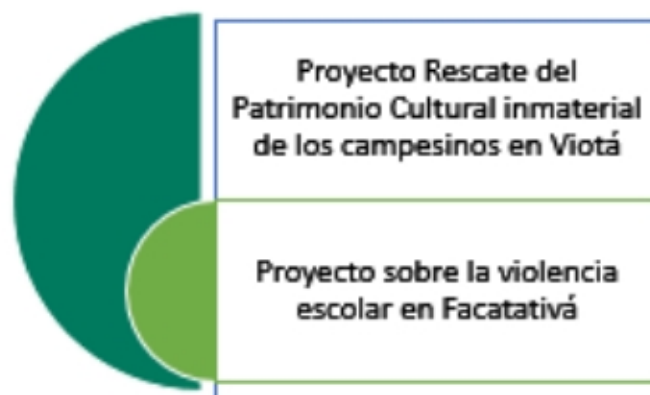 Proyecto Rescate del
Patrimonio Cultural inmaterial
de los campesinos en Viotá
Proyecto sobre la violencia
escolar en Facatativá